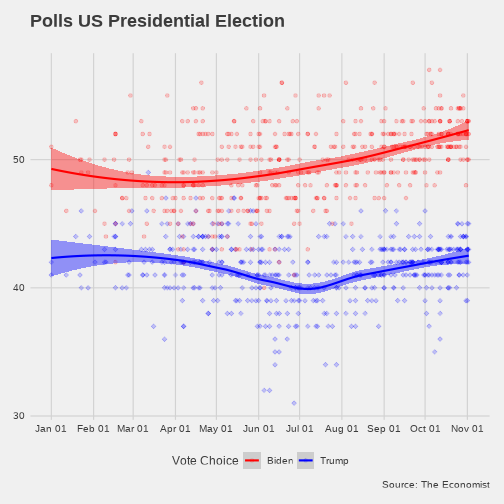 Polls US Presidential Election
50
40
30
Jan 01 Feb 01 Mar 01 Apr 01 May 01 Jun 01 Jul 01 Aug 01 Sep 01 Oct 01 Nov 01
Vote Choice Biden Trump
Source: The Economist